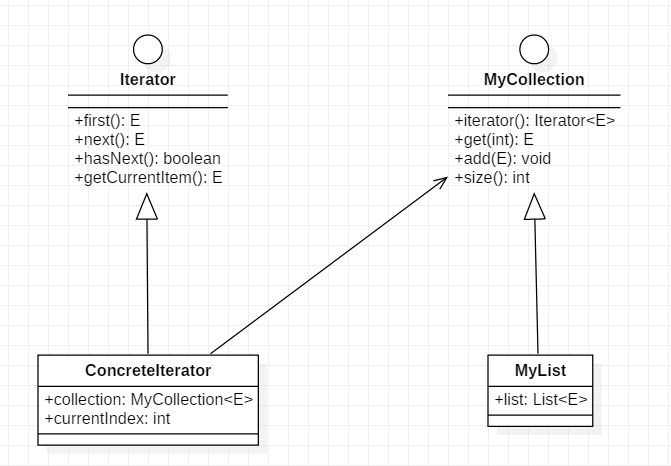 Iterator
+first(): E
+next(): E
+hasNext(): boolean
+getCurrentItem(): E
MyCollection
+iterator(): Iterator<E>
+get(int): E
+add(E): void
+size(): int
ConcreteIterator
+collection: MyCollection<E>
+currentIndex: int
MyList
+list: List<E>